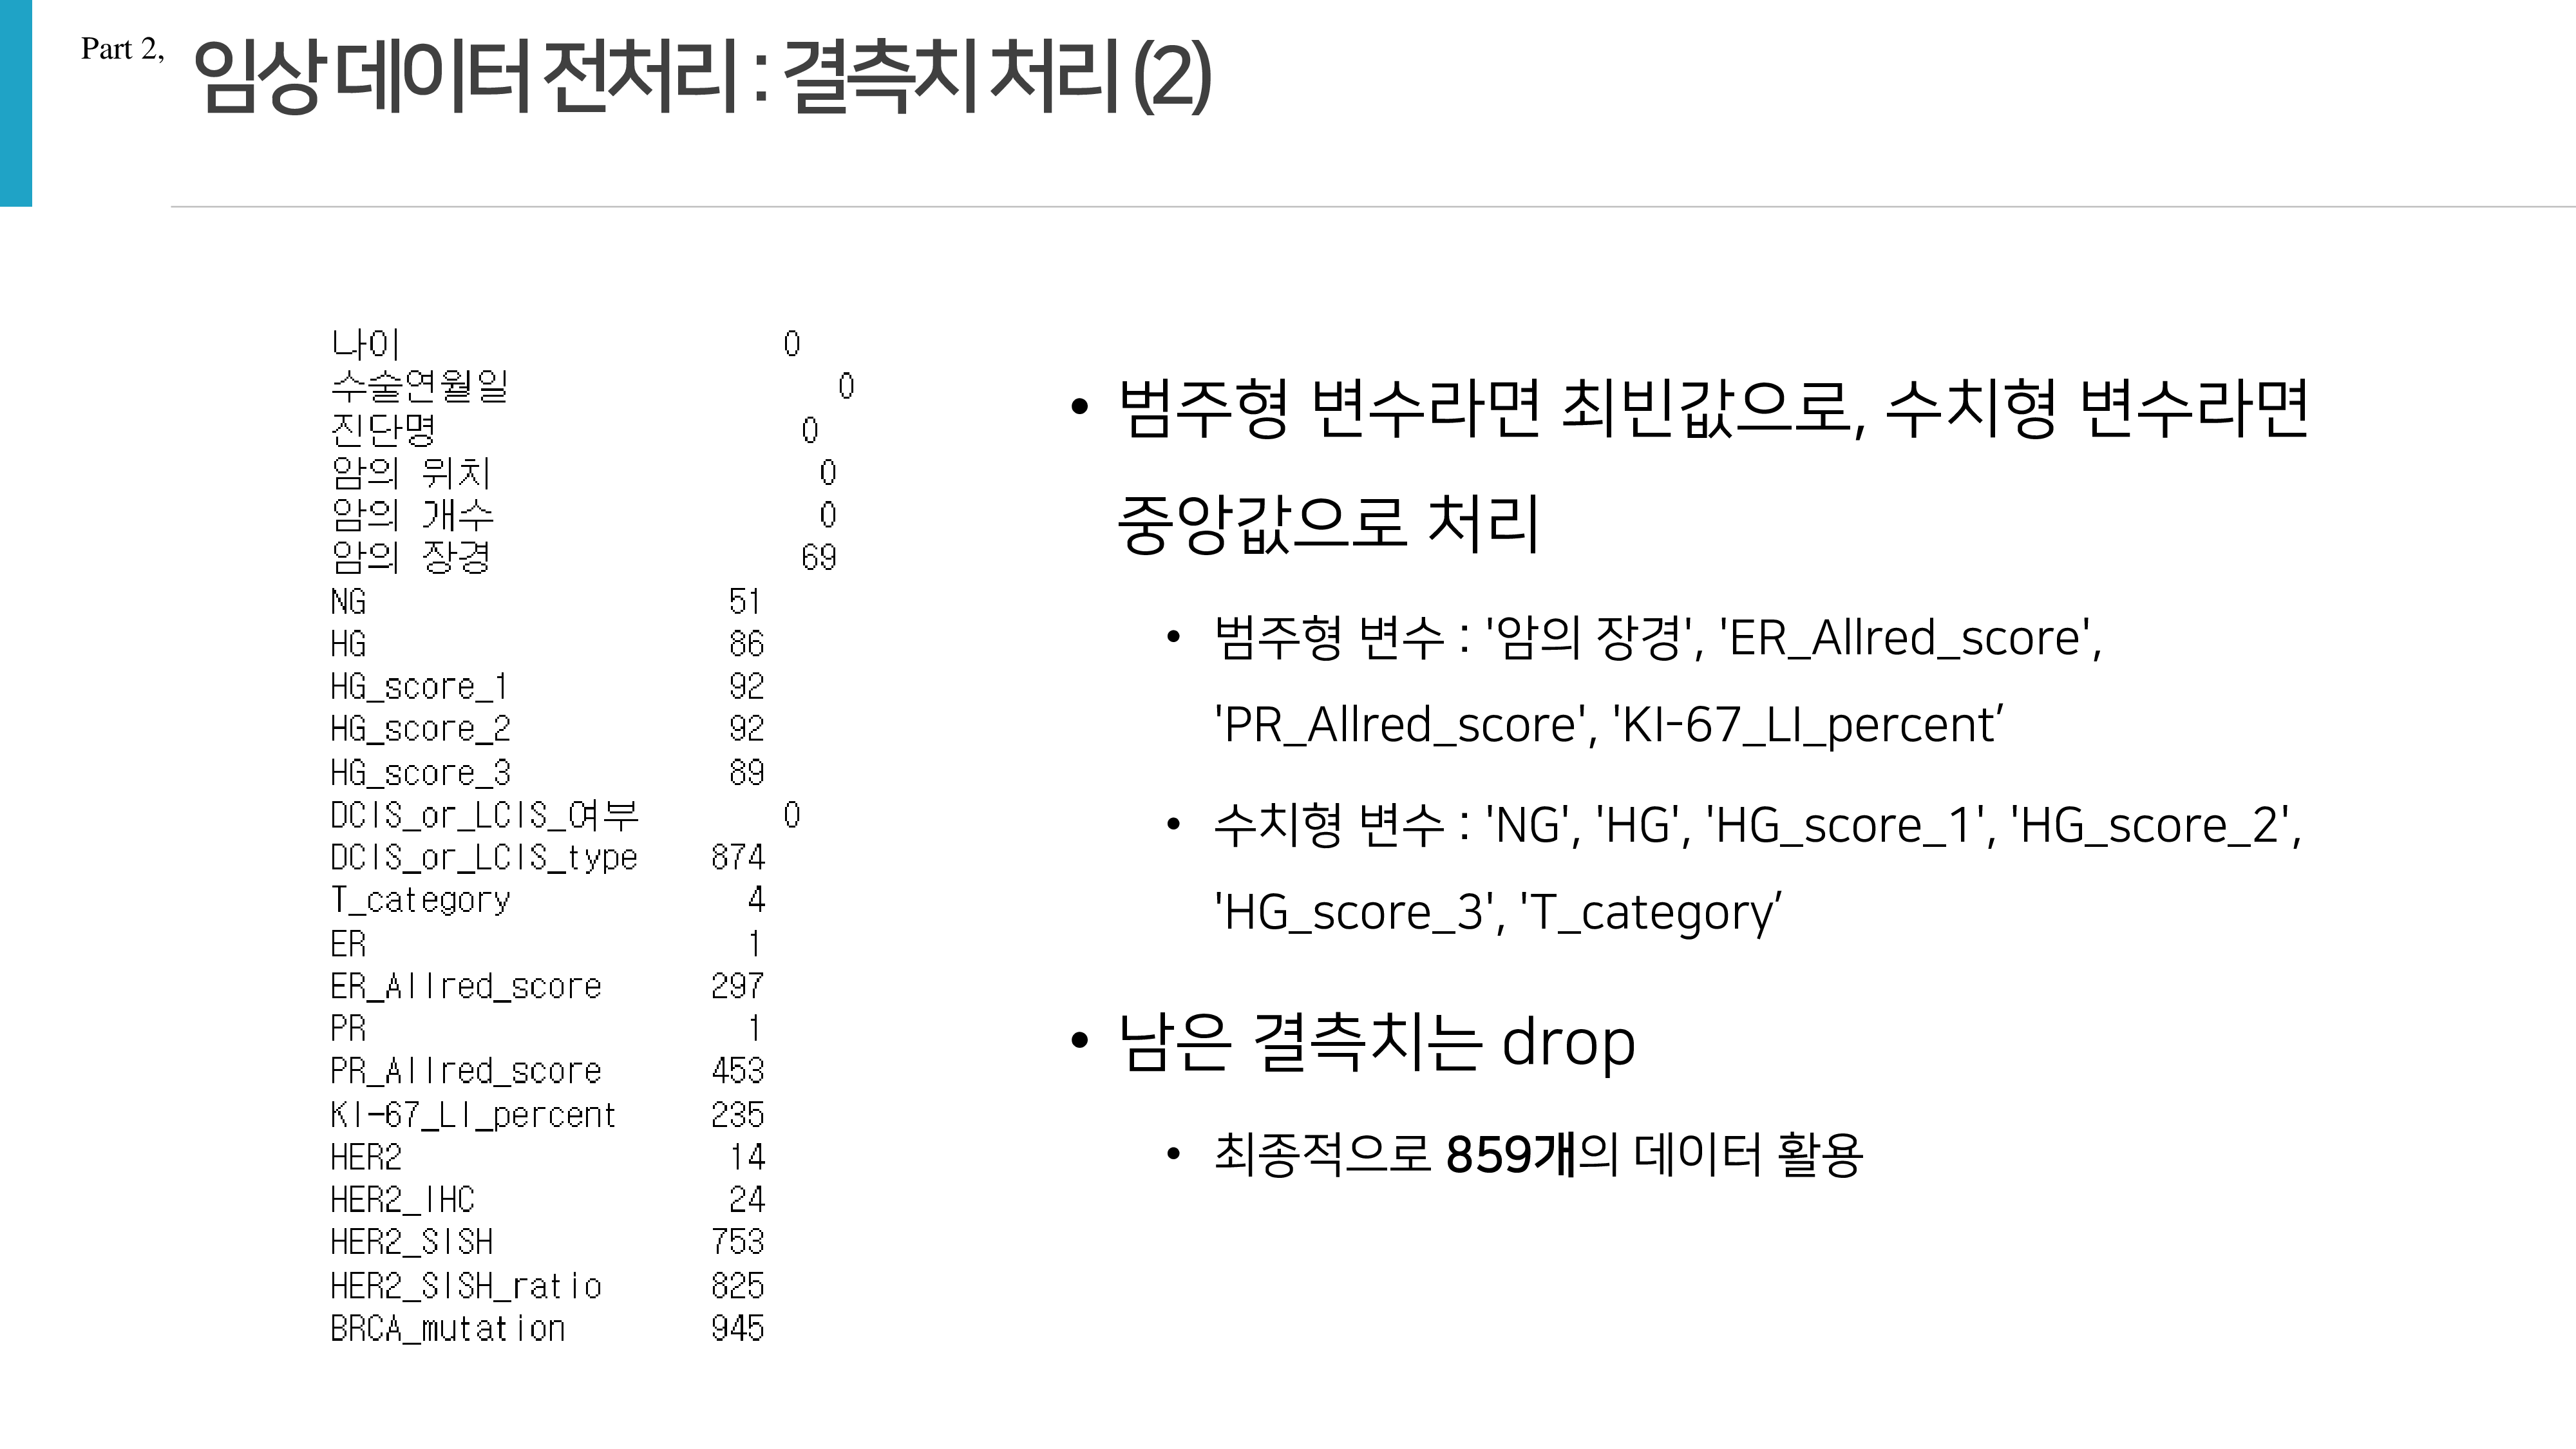 Part 2,
임상 데이터 전처리 : 결측치 처리 (2)
나이 0
수술연월일 0
진단명 0
암의 위치 0
암의 개수 0
암의 장경 69
NG 51
HG 86
HG_score_1 92
HG_score_2 92
HG_score_3 89
DCIS_or_LCIS_여부 0
DCIS_or_LCIS_type 874
T_category 4
ER 1
ER_Allred_score 297
PR 1
PR_Allred_score 453
KI-67_LI_percent 235
HER2 14
HER2_IHC 24
HER2_SISH 753
HER2_SISH_ratio 825
BRCA_mutation 945
• 범주형 변수라면 최빈값으로, 수치형 변수라면
중앙값으로 처리
• 범주형 변수 : '암의 장경', 'ER_Allred_score',
'PR_Allred_score', 'KI-67_LI_percent’
• 수치형 변수 : 'NG', 'HG', 'HG_score_1', 'HG_score_2',
'HG_score_3', 'T_category’
• 남은 결측치는 drop
• 최종적으로 859개의 데이터 활용